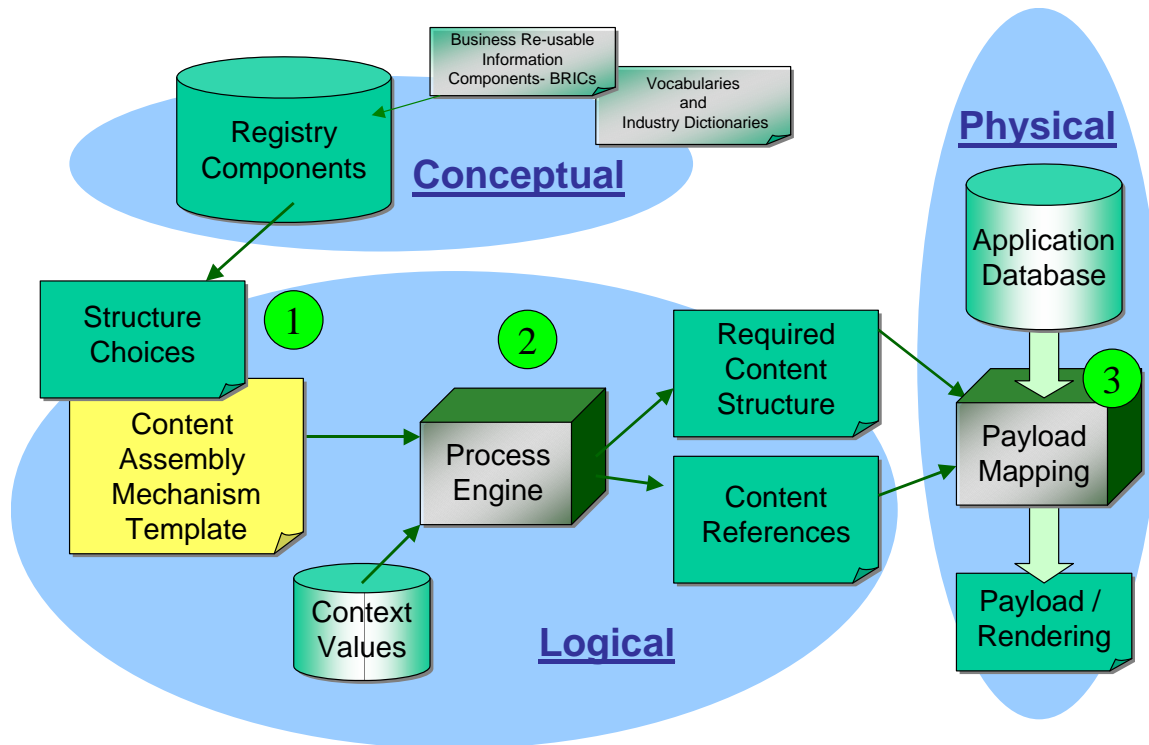 Business Re-usable
Information
Components- BRICs
Vocabularies
and
Industry Dictionaries
Registry
Components
Conceptual
Physical
Application
Database
Structure
Choices
1
2
Required
Content
Structure
3
Content
Assembly
Mechanism
Template
Process
Engine
Payload
Mapping
Content
References
Context
Values
Logical
Payload /
Rendering